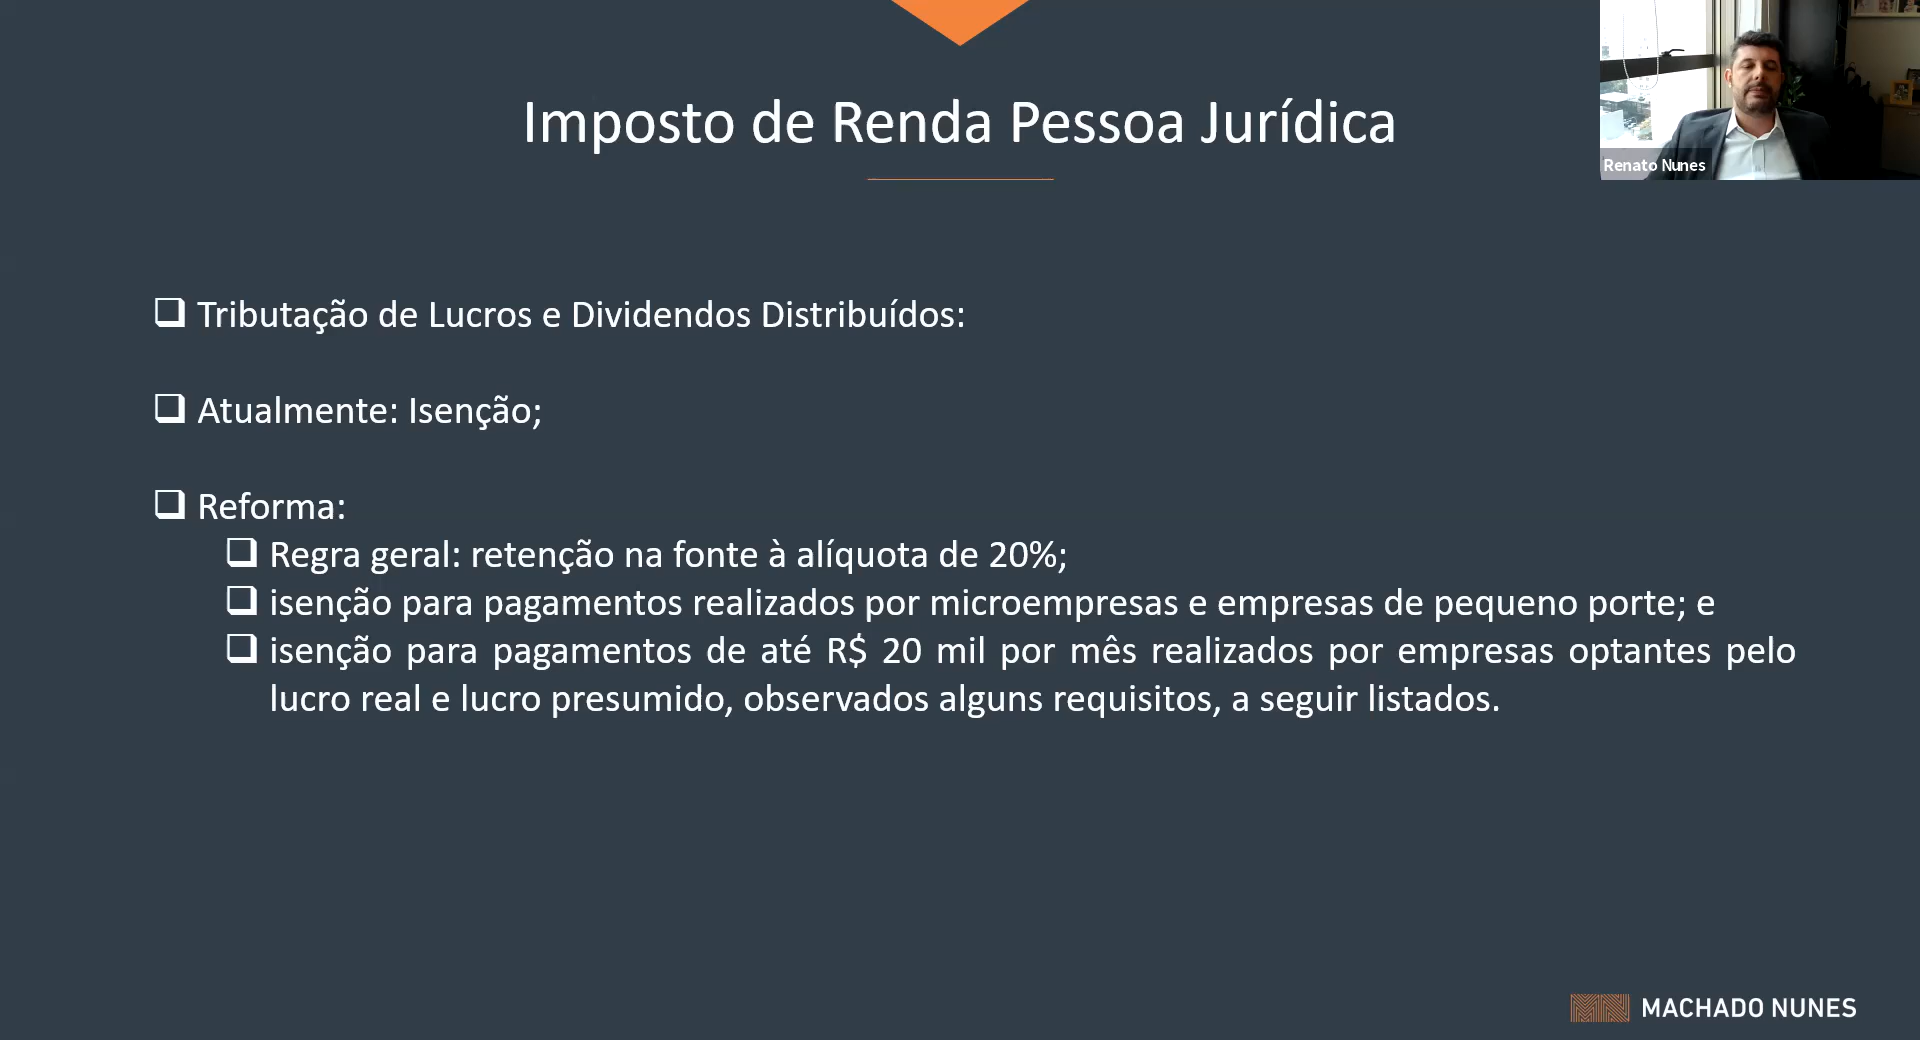 Imposto de Renda Pessoa Jurídica
Renato Nunes
Tributação de Lucros e Dividendos Distribuídos:
Atualmente: Isenção;
Reforma:
Regra geral: retenção na fonte à alíquota de 20%;
isenção para pagamentos realizados por microempresas e empresas de pequeno porte; e
isenção para pagamentos de até R$ 20 mil por mês realizados por empresas optantes pelo
lucro real e lucro presumido, observados alguns requisitos, a seguir listados.
MACHADO NUNES